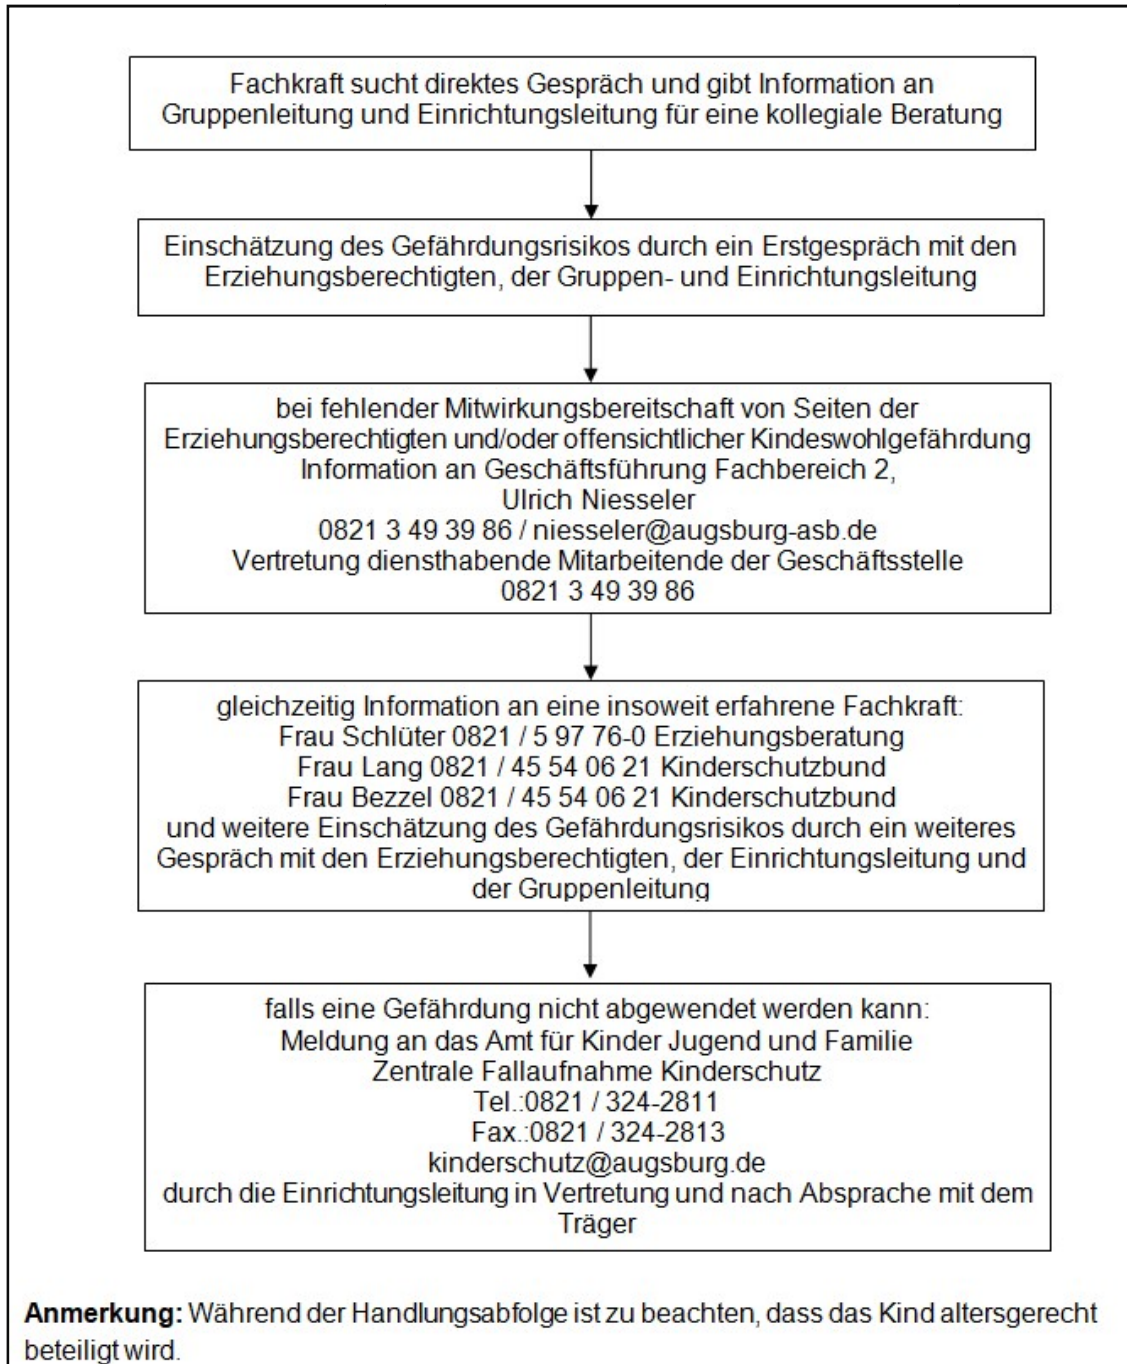 Fachkraft sucht direktes Gespräch und gibt Information an
Gruppenleitung und Einrichtungsleitung für eine kollegiale Beratung
Einschätzung des Gefährdungsrisikos durch ein Erstgespräch mit den
Erziehungsberechtigten, der Gruppen- und Einrichtungsleitung
bei fehlender Mitwirkungsbereitschaft von Seiten der
Erziehungsberechtigten und/oder offensichtlicher Kindeswohlgefährdung
Information an Geschäftsführung Fachbereich 2,
Ulrich Niesseler
0821 3 49 39 86 / niesseler@augsburg-asb.de
Vertretung diensthabende Mitarbeitende der Geschäftsstelle
0821 3 49 39 86
gleichzeitig Information an eine insoweit erfahrene Fachkraft:
Frau Schlüter 0821 / 5 97 76-0 Erziehungsberatung
Frau Lang 0821 / 45 54 06 21 Kinderschutzbund
Frau Bezzel 0821 / 45 54 06 21 Kinderschutzbund
und weitere Einschätzung des Gefährdungsrisikos durch ein weiteres
Gespräch mit den Erziehungsberechtigten, der Einrichtungsleitung und
der Gruppenleitung
falls eine Gefährdung nicht abgewendet werden kann:
Meldung an das Amt für Kinder Jugend und Familie
Zentrale Fallaufnahme Kinderschutz
Tel.:0821 / 324-2811
Fax.:0821 / 324-2813
kinderschutz@augsburg.de
durch die Einrichtungsleitung in Vertretung und nach Absprache mit dem
Träger
Anmerkung: Während der Handlungsabfolge ist zu beachten, dass das Kind altersgerecht
beteiligt wird.